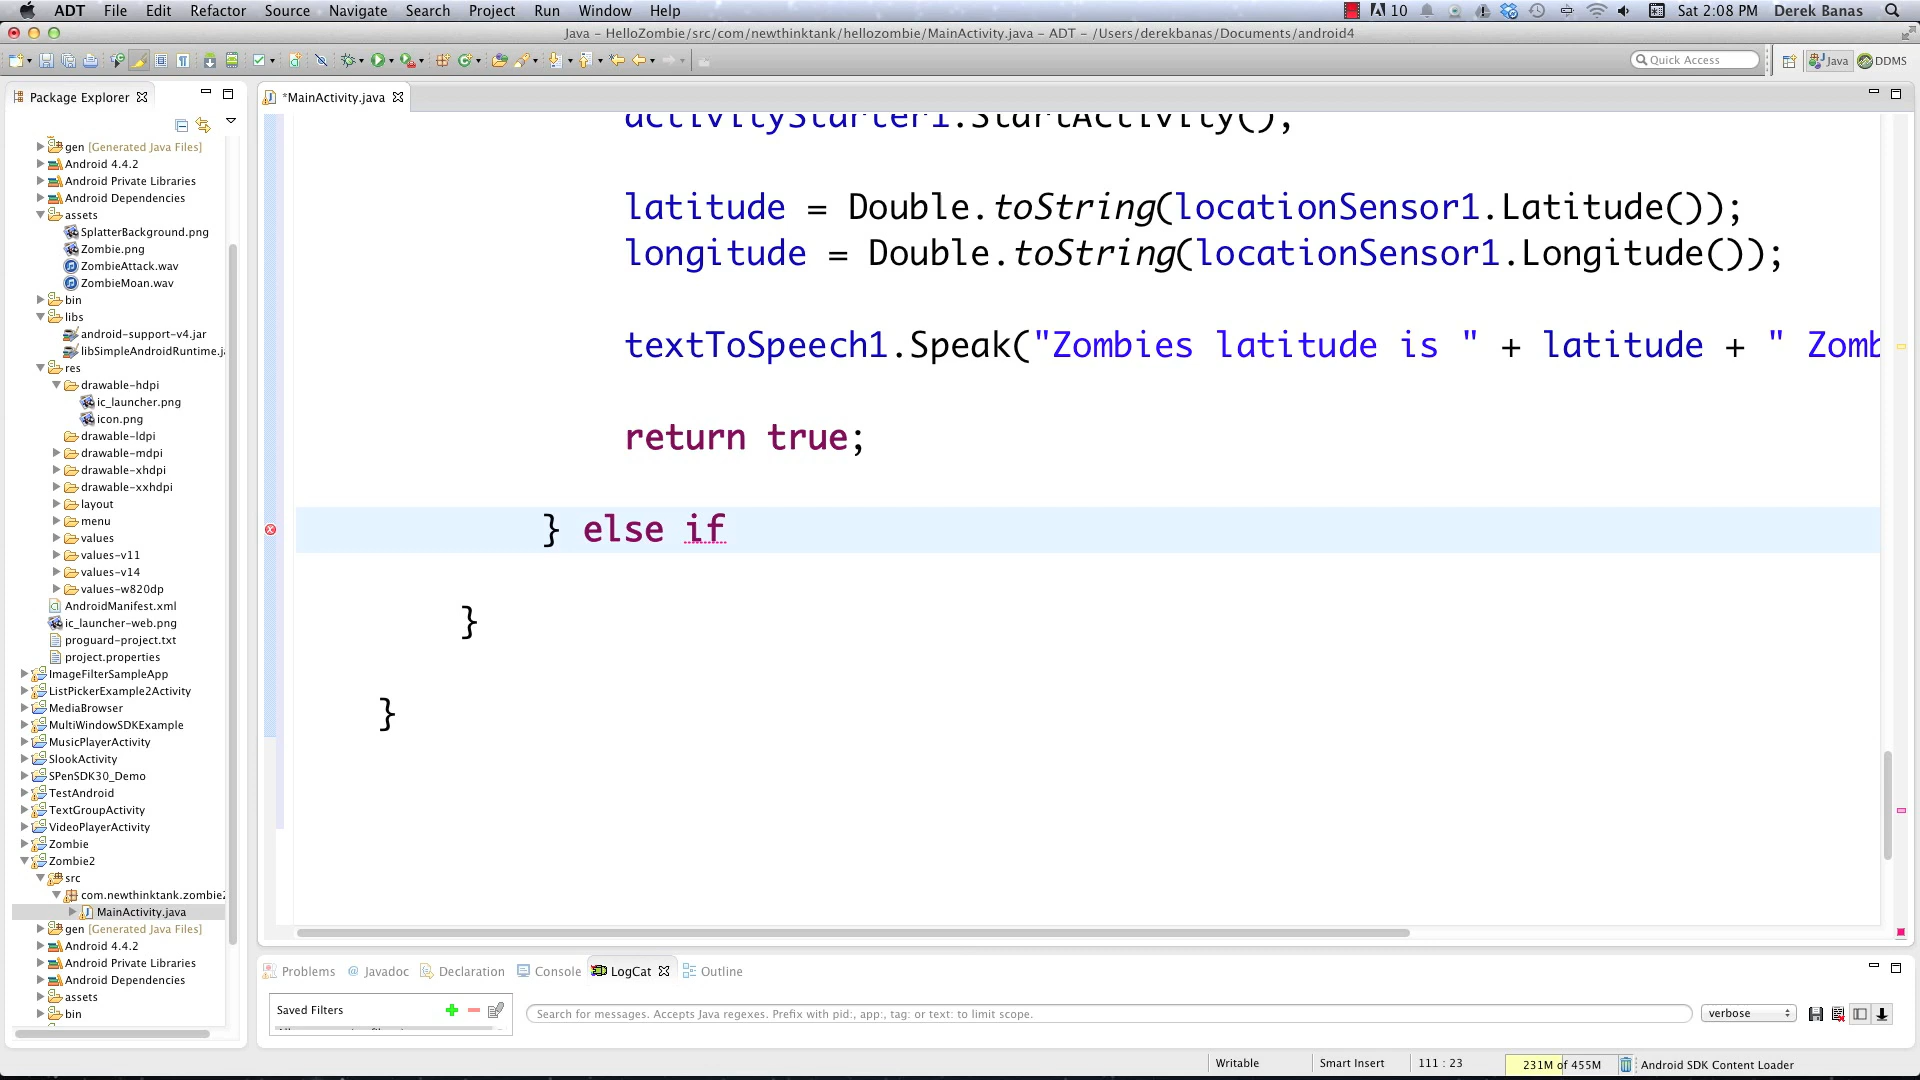 ADT File Edit Refactor Source Navigate Search Project Run Window Help 10 Sat 2:08 PM Derek Banas
Java – HelloZombie/src/com/newthinktank/hellozombie/MainActivity.java – ADT – /Users/derekbanas/Documents/android4
Quick Access Java DDMS
Package Explorer
*MainActivity.java
gen [Generated Java Files]
Android 4.4.2
Android Private Libraries
Android Dependencies
assets
SplatterBackground.png
Zombie.png
ZombieAttack.wav
ZombieMoan.wav
bin
libs
android-support-v4.jar
libSimpleAndroidRuntime.j
res
drawable-hdpi
ic_launcher.png
icon.png
drawable-ldpi
drawable-mdpi
drawable-xhdpi
drawable-xxhdpi
layout
menu
values
values-v11
values-v14
values-w820dp
AndroidManifest.xml
ic_launcher-web.png
proguard-project.txt
project.properties
ImageFilterSampleApp
ListPickerExample2Activity
MediaBrowser
MultiWindowSDKExample
MusicPlayerActivity
SlookActivity
SPenSDK30_Demo
TestAndroid
TextGroupActivity
VideoPlayerActivity
Zombie
Zombie2
src
com.newthinktank.zombie2
MainActivity.java
gen [Generated Java Files]
Android 4.4.2
Android Private Libraries
Android Dependencies
assets
bin
activityStarter1.StartActivity();
latitude = Double.toString(locationSensor1.Latitude());
longitude = Double.toString(locationSensor1.Longitude());
textToSpeech1.Speak("Zombies latitude is " + latitude + " Zomb
return true;
} else if
}
}
Problems @ Javadoc Declaration Console LogCat Outline
Saved Filters
Search for messages. Accepts Java regexes. Prefix with pid:, app:, tag: or text: to limit scope.
verbose
Writable Smart Insert 111 : 23 231M of 455M Android SDK Content Loader